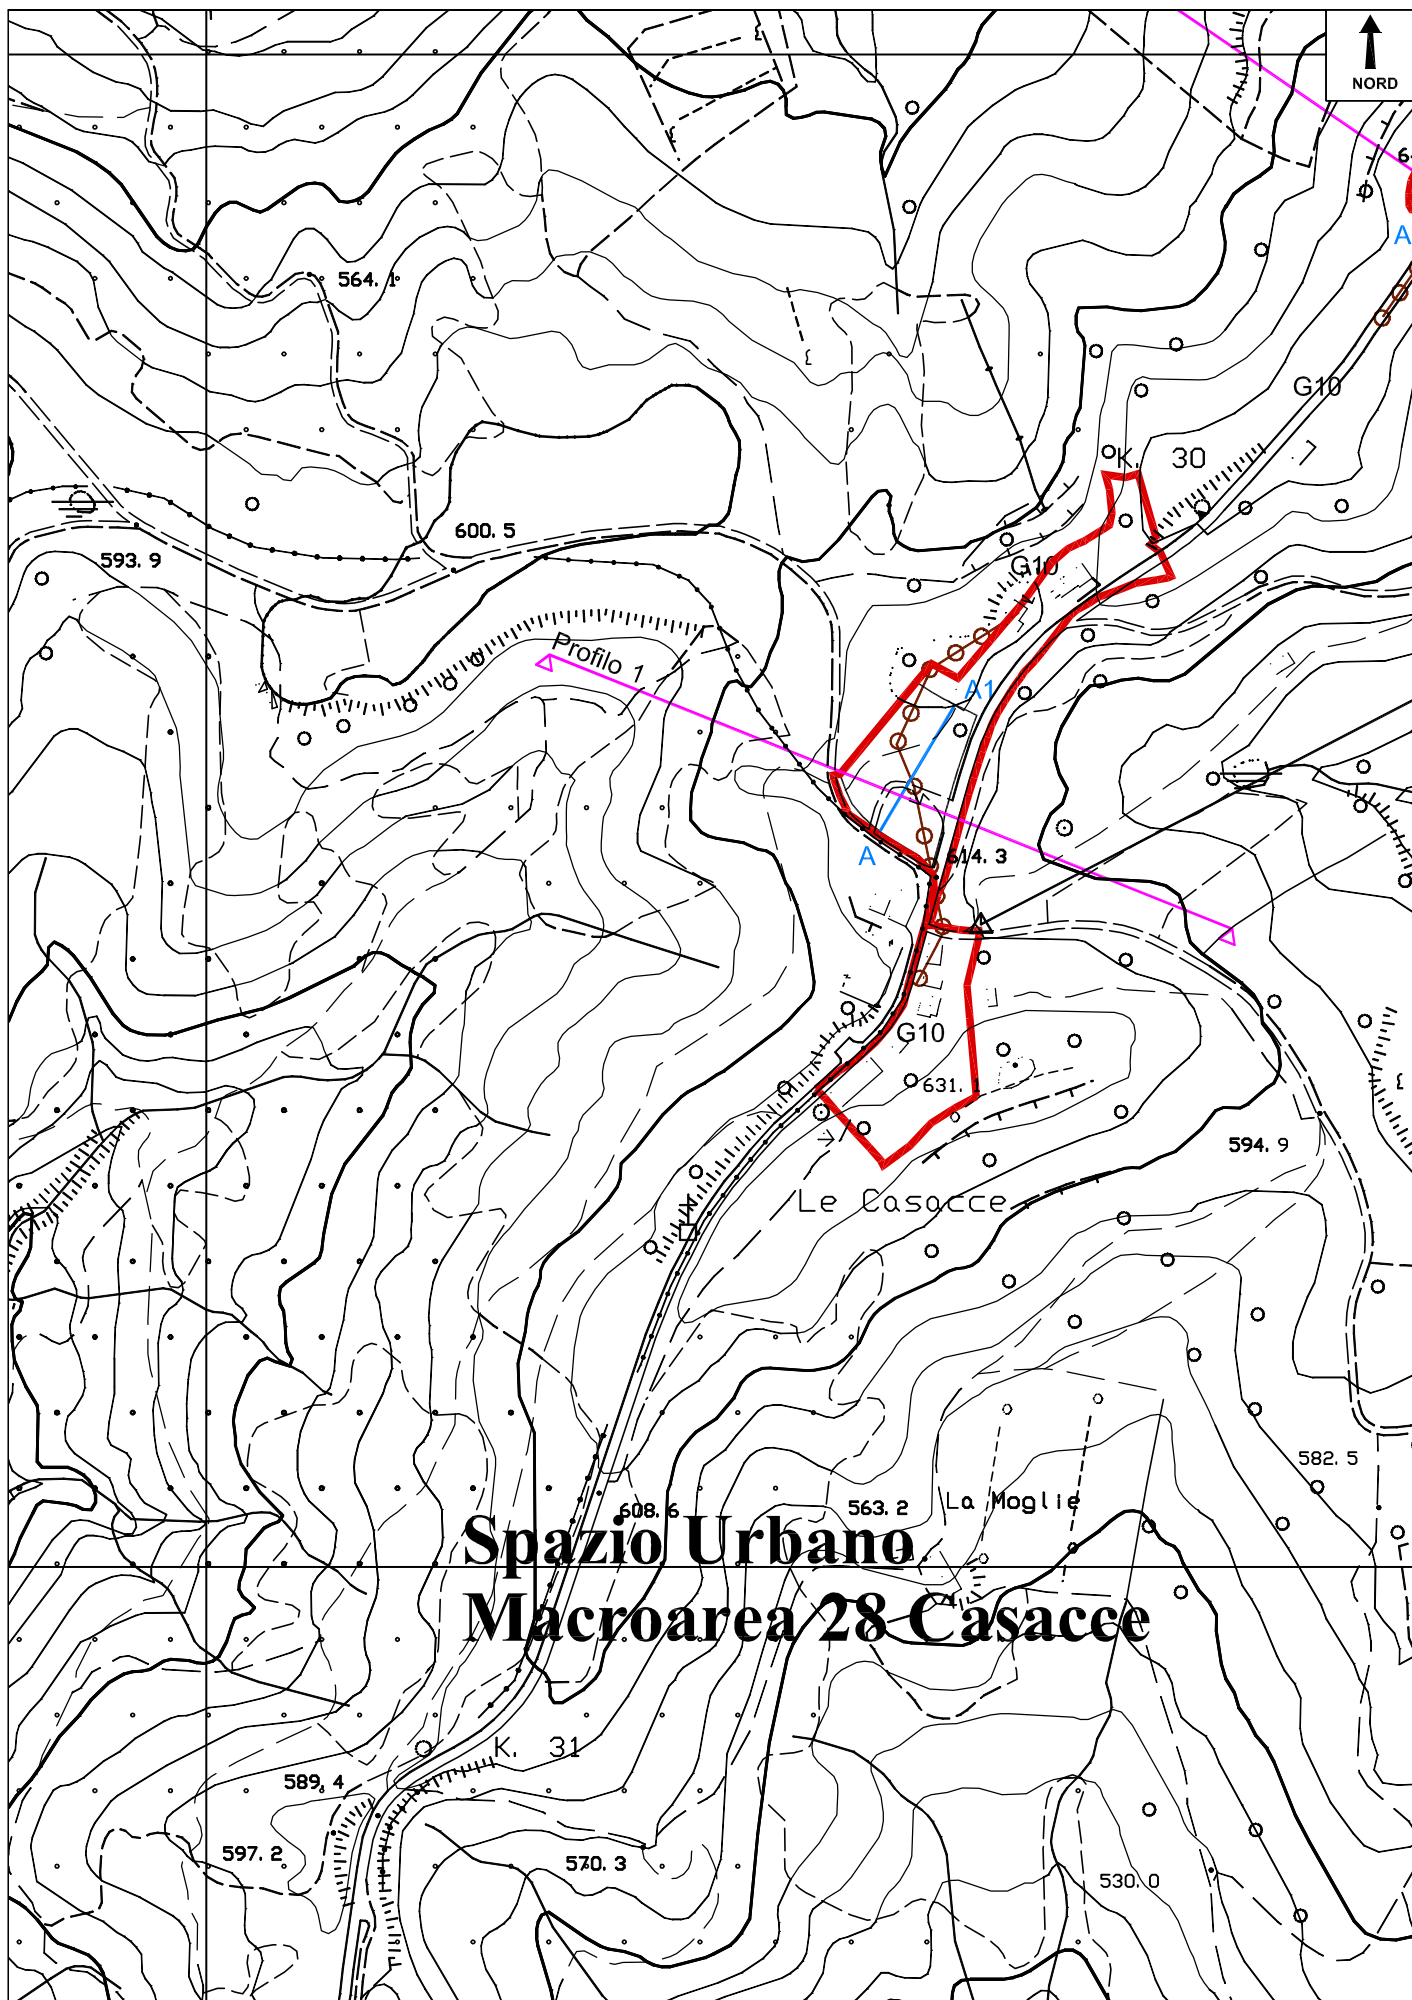 NORD
A
564. 1
G10
K. 30
600. 5
593. 9
G10
Profilo 1
A1
A
614. 3
G10
631. 1
594. 9
Le Casacce
582. 5
La Moglie
608. 6
563. 2
Spazio Urbano
Macroarea 28 Casacce
K. 31
589. 4
597. 2
570. 3
530. 0